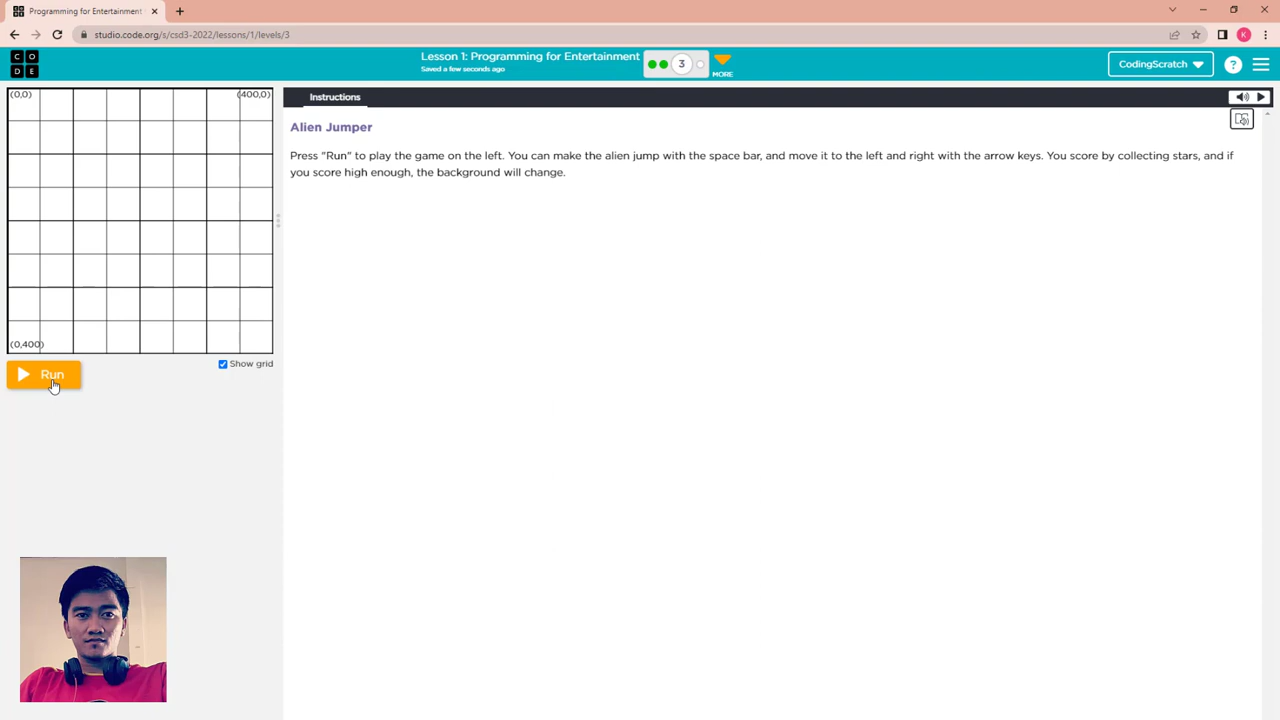 Programming for Entertainment
studio.code.org/s/csd3-2022/lessons/1/levels/3
K
C O
D E
Lesson 1: Programming for Entertainment
Saved a few seconds ago
3
MORE
CodingScratch
?
(0,0)
(400,0)
(0,400)
Run
Show grid
Instructions
Alien Jumper
Press "Run" to play the game on the left. You can make the alien jump with the space bar, and move it to the left and right with the arrow keys. You score by collecting stars, and if
you score high enough, the background will change.